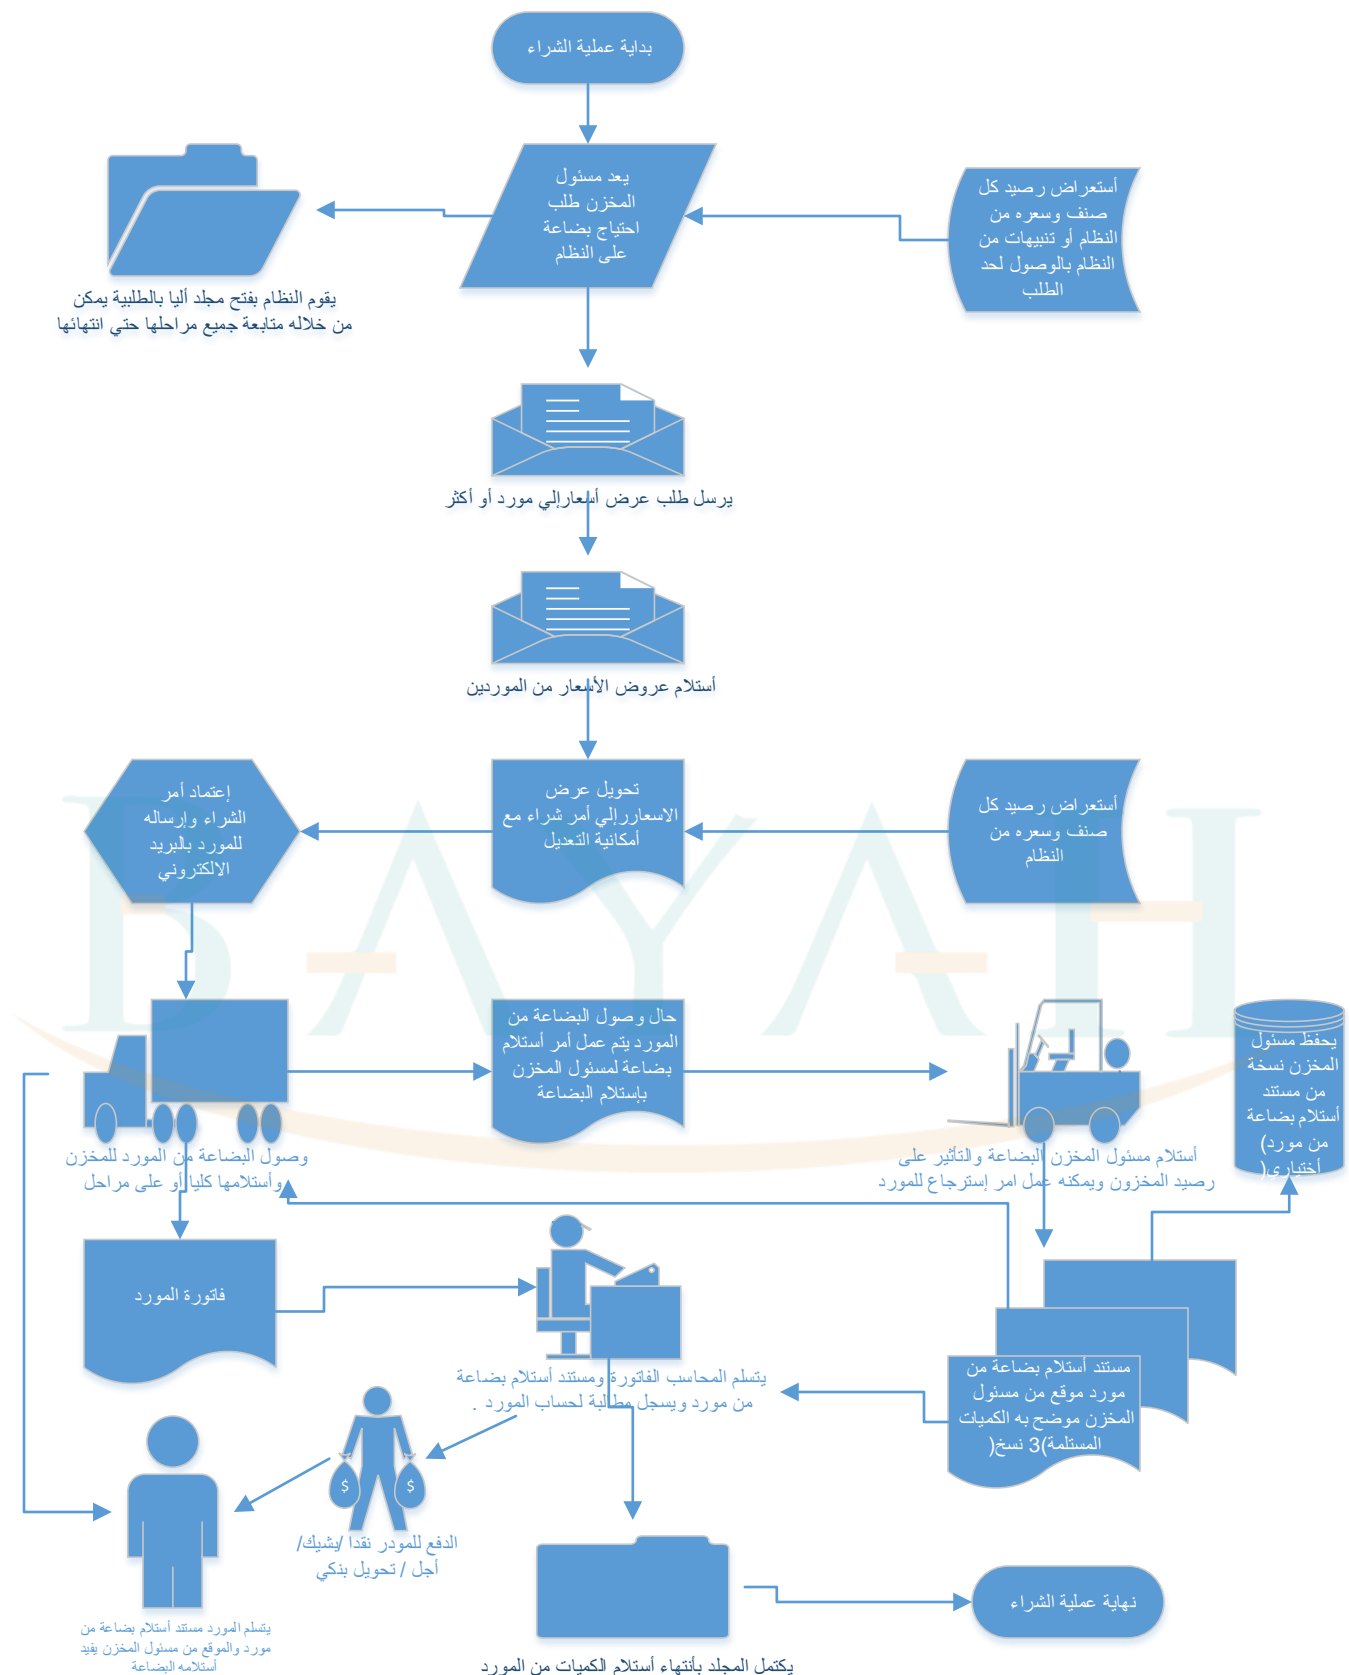 بداية عملية الشراء
يعد مسئول
المخزن طلب
احتياج بضاعة
على النظام
أستعراض رصيد كل
صنف وسعره من
النظام أو تنبيهات من
النظام بالوصول لحد
الطلب
يقوم النظام بفتح مجلد أليا بالطلبية يمكن
من خلاله متابعة جميع مراحلها حتي انتهائها
يرسل طلب عرض أسعارإلي مورد أو أكثر
أستلام عروض الأسعار من الموردين
أستعراض رصيد كل
صنف وسعره من
النظام
تحويل عرض
الاسعاررإلي أمر شراء مع
أمكانية التعديل
إعتماد أمر
الشراء وإرساله
للمورد بالبريد
الالكتروني
BAYAH
وصول البضاعة من المورد للمخزن
وأستلامها كليا أو على مراحل
حال وصول البضاعة من
المورد يتم عمل أمر أستلام
بضاعة لمسئول المخزن
بإستلام البضاعة
أستلام مسئول المخزن البضاعة والتأثير على
رصيد المخزون ويمكنه عمل امر إسترجاع للمورد
يحفظ مسئول
المخزن نسخة
من مستند
أستلام بضاعة
من مورد(
أختياري)
فاتورة المورد
يتسلم المحاسب الفاتورة ومستند أستلام بضاعة
من مورد ويسجل مطالبة لحساب المورد .
مستند أستلام بضاعة من
مورد موقع من مسئول
المخزن موضح به الكميات
المستلمة(3 نسخ)
$ $
الدفع للمودر نقدا /بشيك/
أجل / تحويل بنكي
يتسلم المورد مستند أستلام بضاعة من
مورد والموقع من مسئول المخزن يفيد
أستلامه البضاعة
يكتمل المجلد بأنتهاء أستلام الكميات من المورد
نهاية عملية الشراء